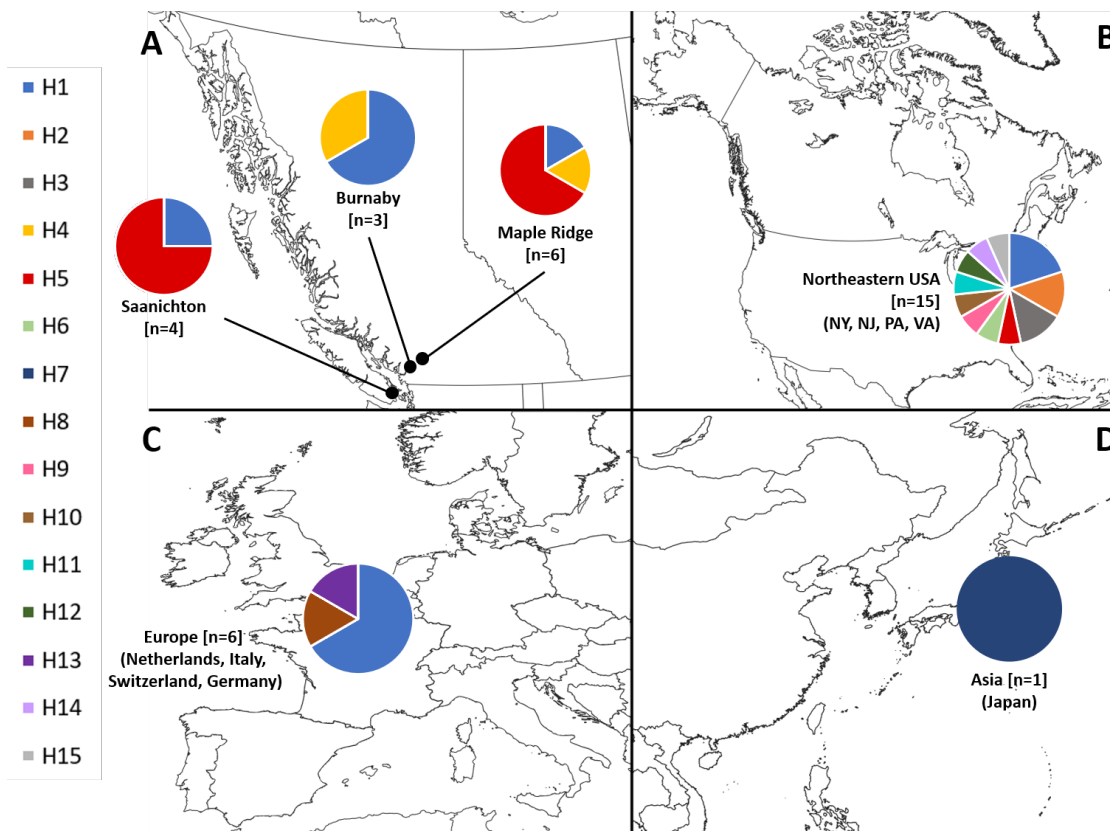 H1
H2
H3
H4
H5
H6
H7
H8
H9
H10
H11
H12
H13
H14
H15
A
Burnaby
[n=3]
Maple Ridge
[n=6]
Saanichton
[n=4]
B
Northeastern USA
[n=15]
(NY, NJ, PA, VA)
C
Europe [n=6]
(Netherlands, Italy,
Switzerland, Germany)
D
Asia [n=1]
(Japan)